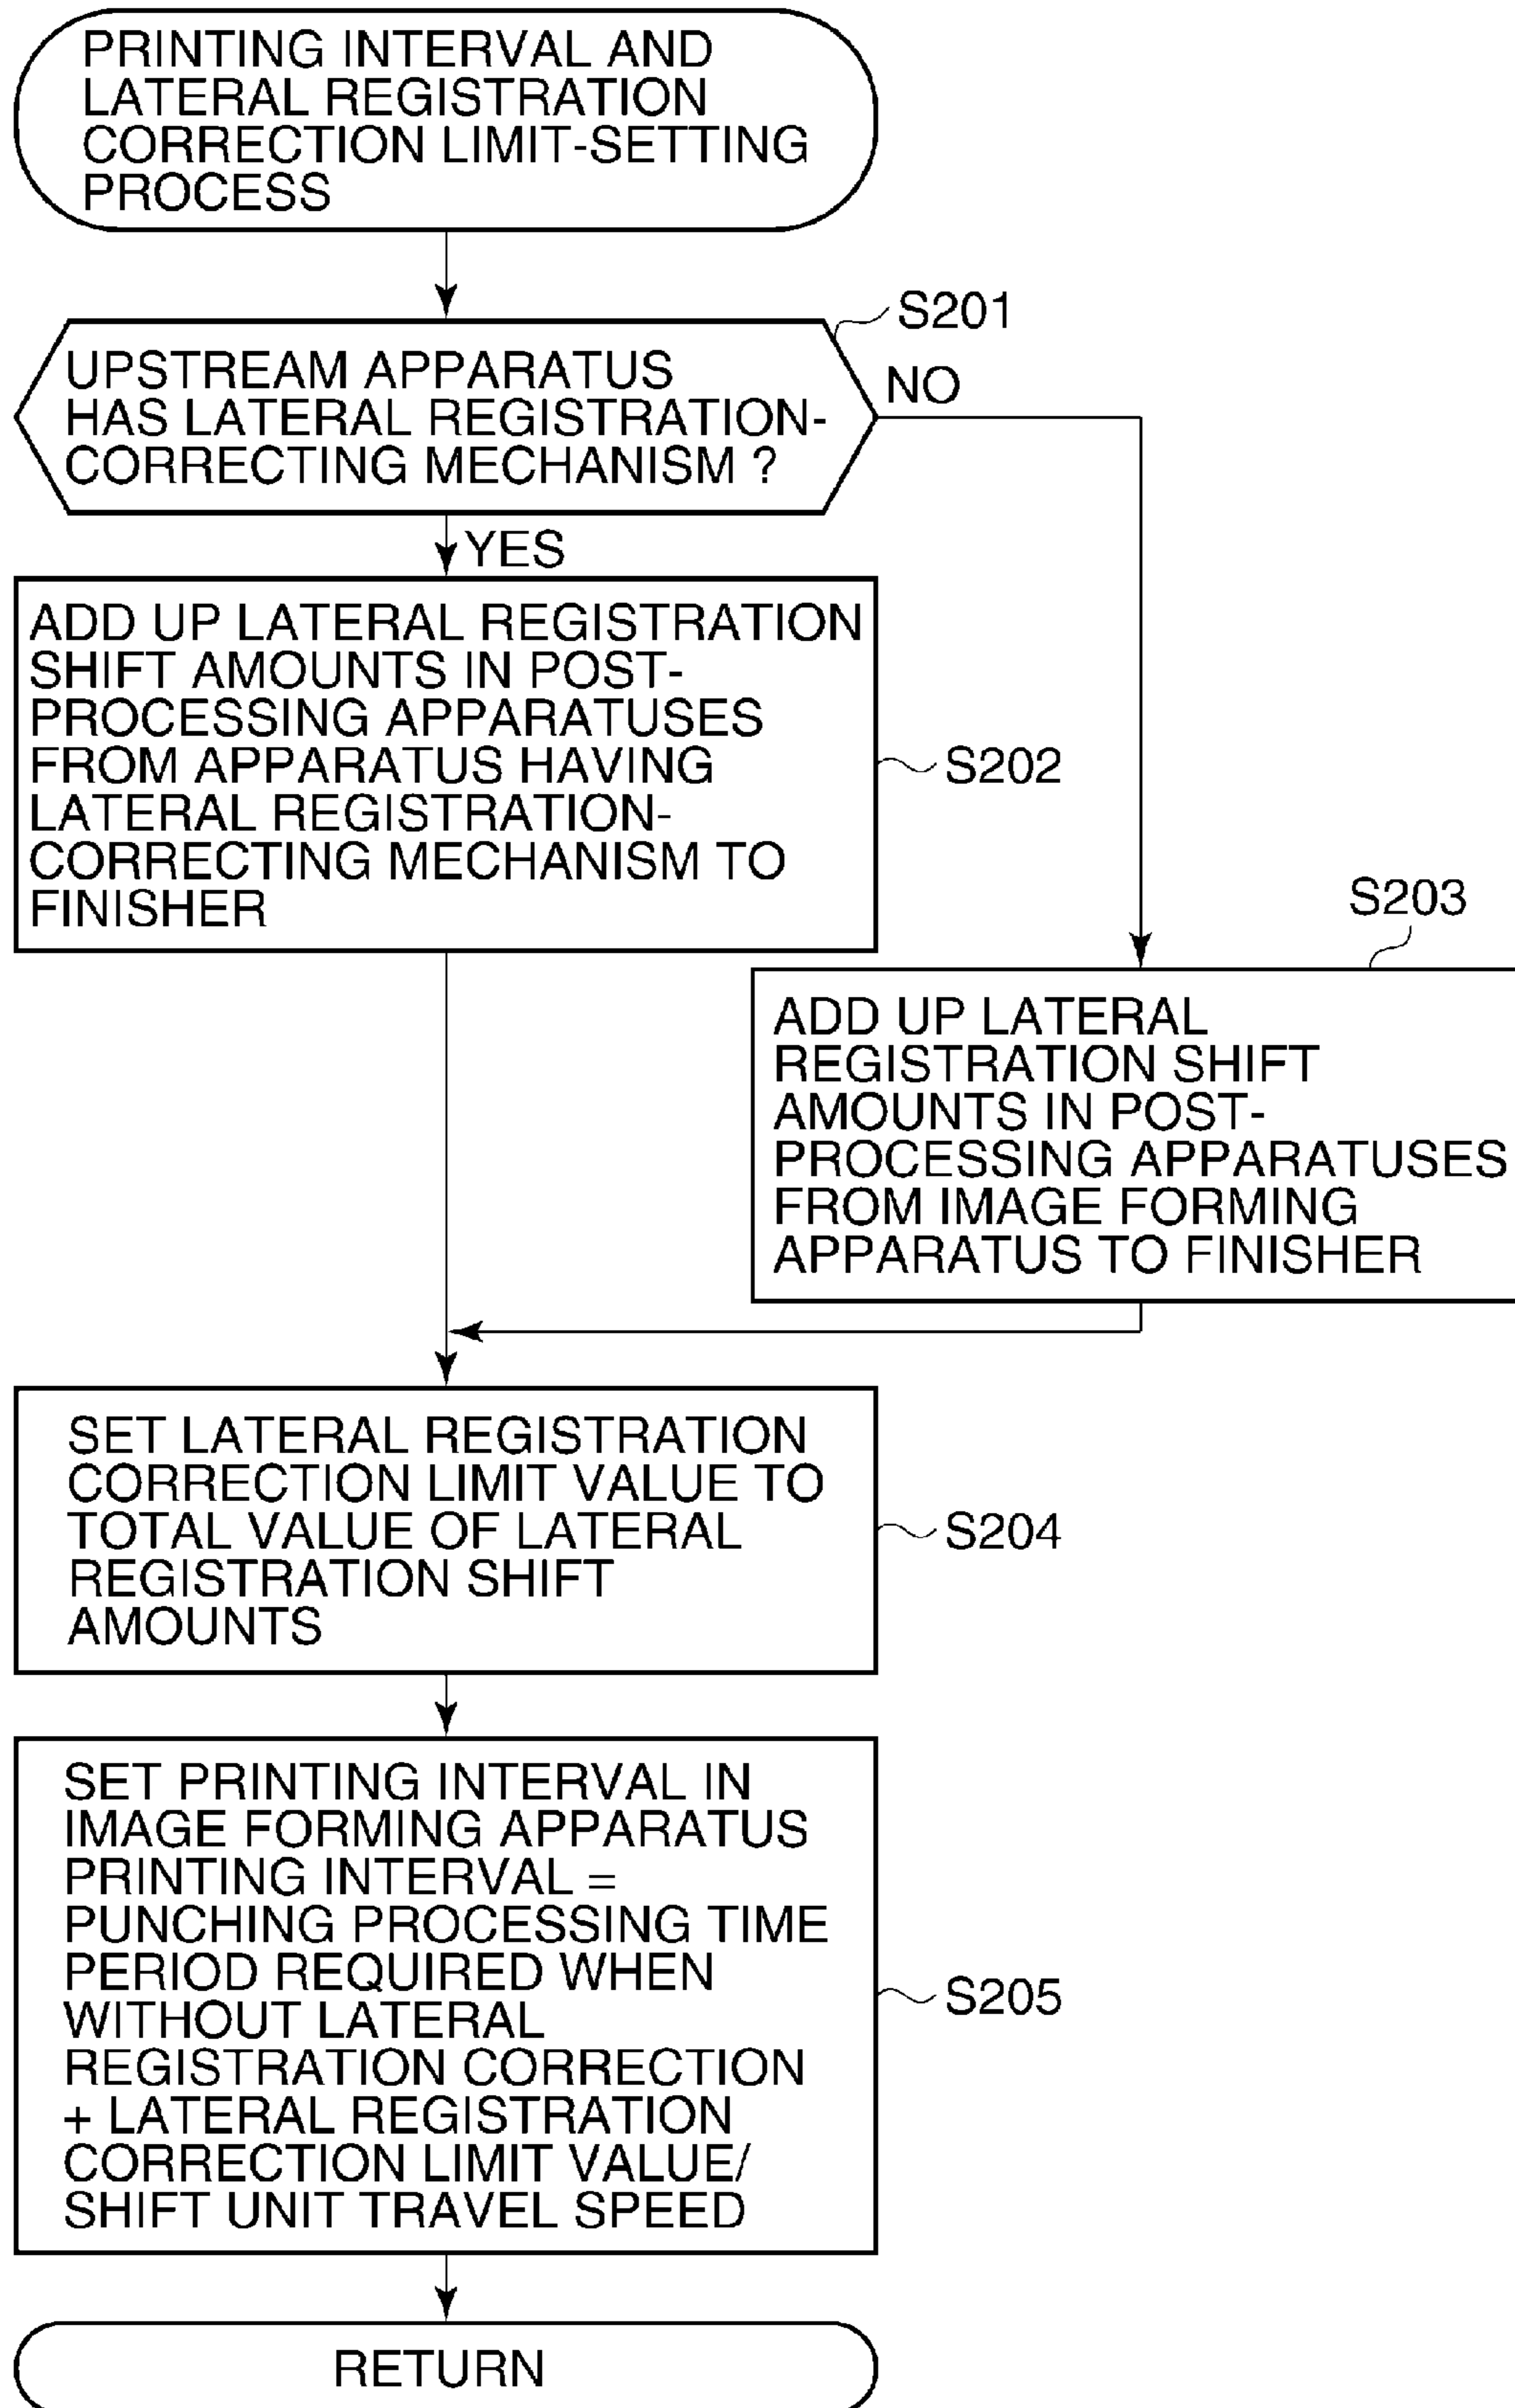 PRINTING INTERVAL AND
LATERAL REGISTRATION
CORRECTION LIMIT-SETTING
PROCESS
S201
UPSTREAM APPARATUS
HAS LATERAL REGISTRATION-
CORRECTING MECHANISM ?
NO
YES
ADD UP LATERAL REGISTRATION
SHIFT AMOUNTS IN POST-
PROCESSING APPARATUSES
FROM APPARATUS HAVING
LATERAL REGISTRATION-
CORRECTING MECHANISM TO
FINISHER
S202
S203
ADD UP LATERAL
REGISTRATION SHIFT
AMOUNTS IN POST-
PROCESSING APPARATUSES
FROM IMAGE FORMING
APPARATUS TO FINISHER
SET LATERAL REGISTRATION
CORRECTION LIMIT VALUE TO
TOTAL VALUE OF LATERAL
REGISTRATION SHIFT
AMOUNTS
S204
SET PRINTING INTERVAL IN
IMAGE FORMING APPARATUS
PRINTING INTERVAL =
PUNCHING PROCESSING TIME
PERIOD REQUIRED WHEN
WITHOUT LATERAL
REGISTRATION CORRECTION
+ LATERAL REGISTRATION
CORRECTION LIMIT VALUE/
SHIFT UNIT TRAVEL SPEED
S205
RETURN